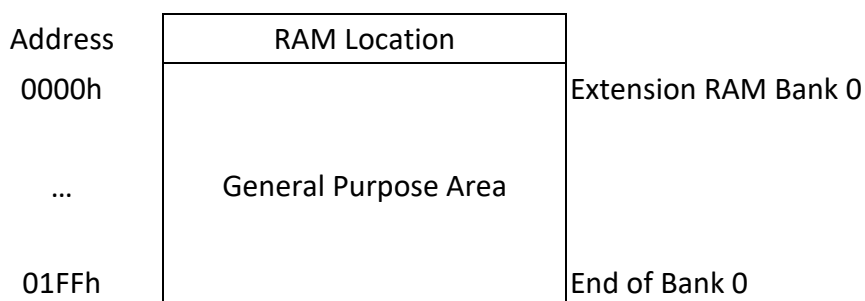 Address RAM Location
0000h Extension RAM Bank 0
… General Purpose Area
01FFh End of Bank 0